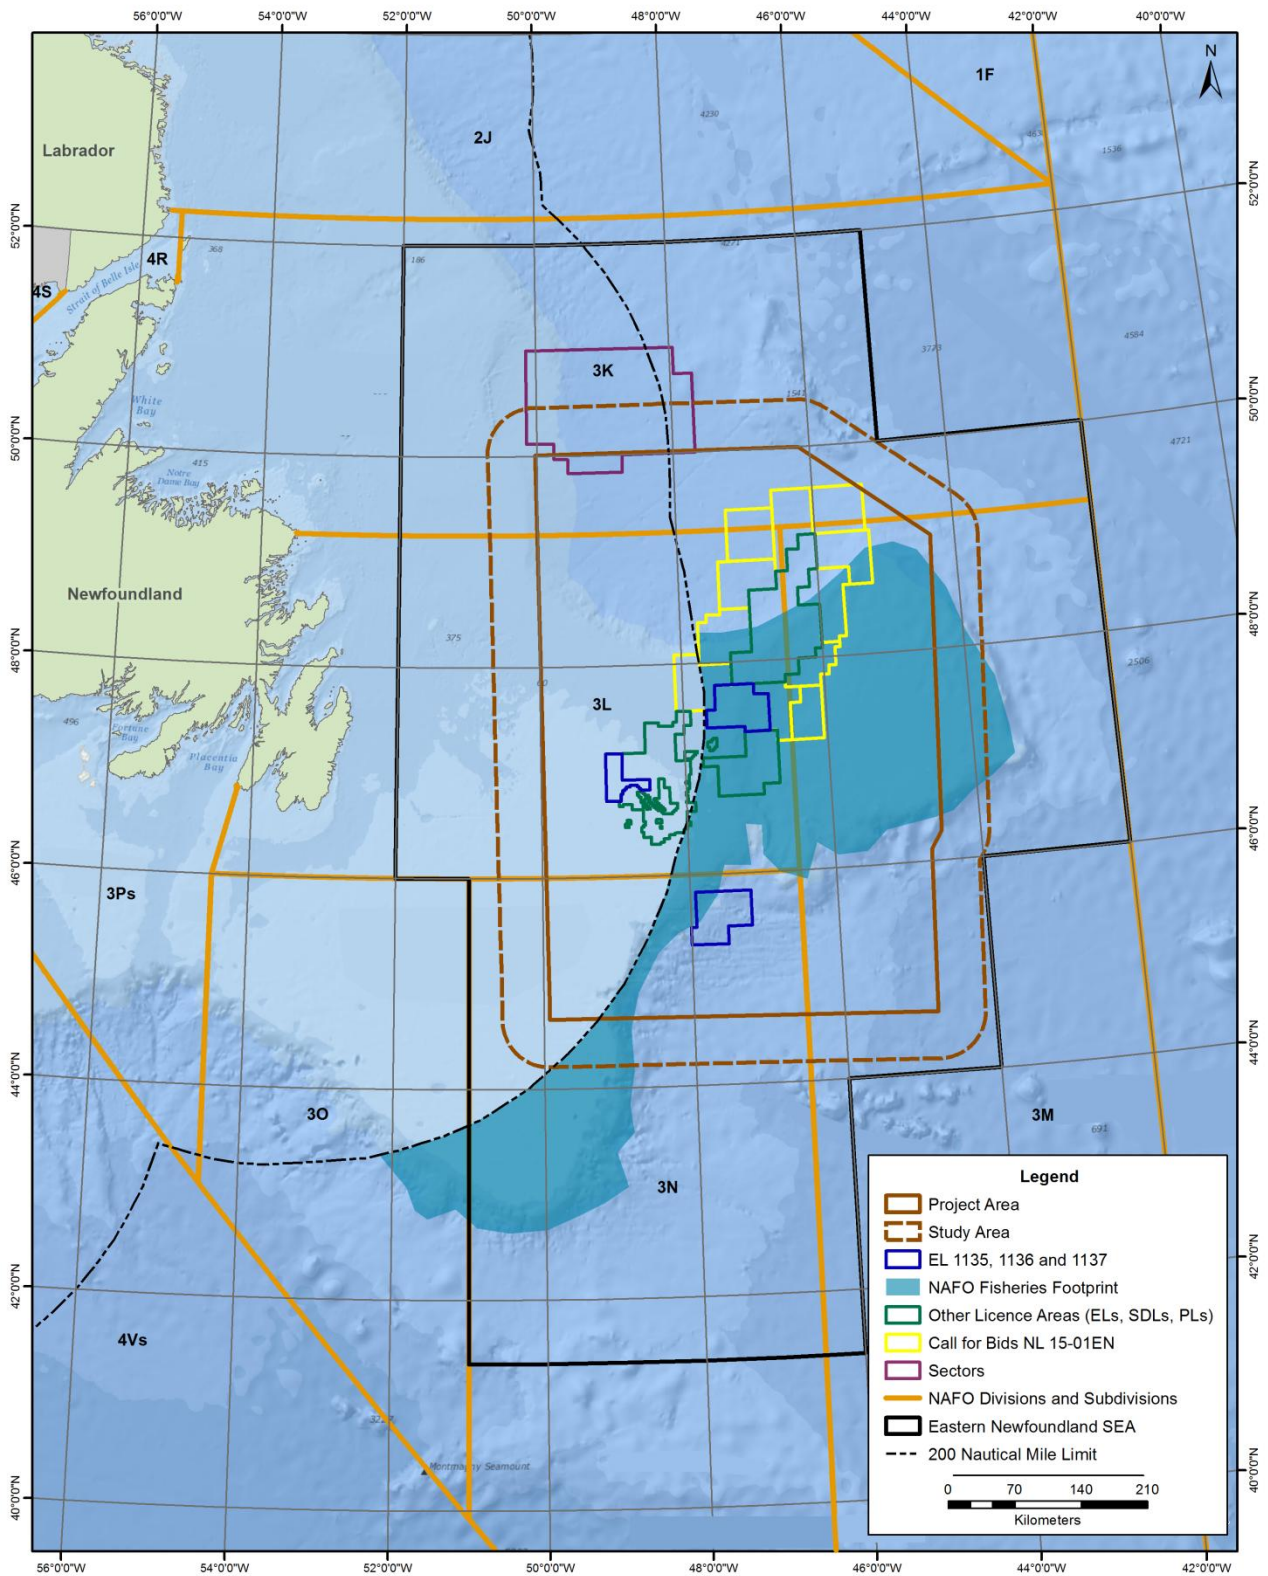 56°0'0"W 54°0'0"W 52°0'0"W 50°0'0"W 48°0'0"W 46°0'0"W 44°0'0"W 42°0'0"W 40°0'0"W
N
1F
4230
2J
1536
Labrador
52°0'0"N
52°0'0"N
4R
368
186
4271
4S
Strait of Belle Isle
4584
3773
3K
1541
White
Bay
50°0'0"N
50°0'0"N
4721
415
Notre
Dame Bay
Newfoundland
48°0'0"N
48°0'0"N
375
2506
60
3L
496
Fortune
Bay
Placentia
Bay
46°0'0"N
46°0'0"N
3Ps
44°0'0"N
44°0'0"N
3O
3M
691
3N
42°0'0"N
42°0'0"N
4Vs
Montmagny Seamount
40°0'0"N
40°0'0"N
Legend
Project Area
Study Area
EL 1135, 1136 and 1137
NAFO Fisheries Footprint
Other Licence Areas (ELs, SDLs, PLs)
Call for Bids NL 15-01EN
Sectors
NAFO Divisions and Subdivisions
Eastern Newfoundland SEA
200 Nautical Mile Limit
0 70 140 210
Kilometers
56°0'0"W 54°0'0"W 52°0'0"W 50°0'0"W 48°0'0"W 46°0'0"W 44°0'0"W 42°0'0"W